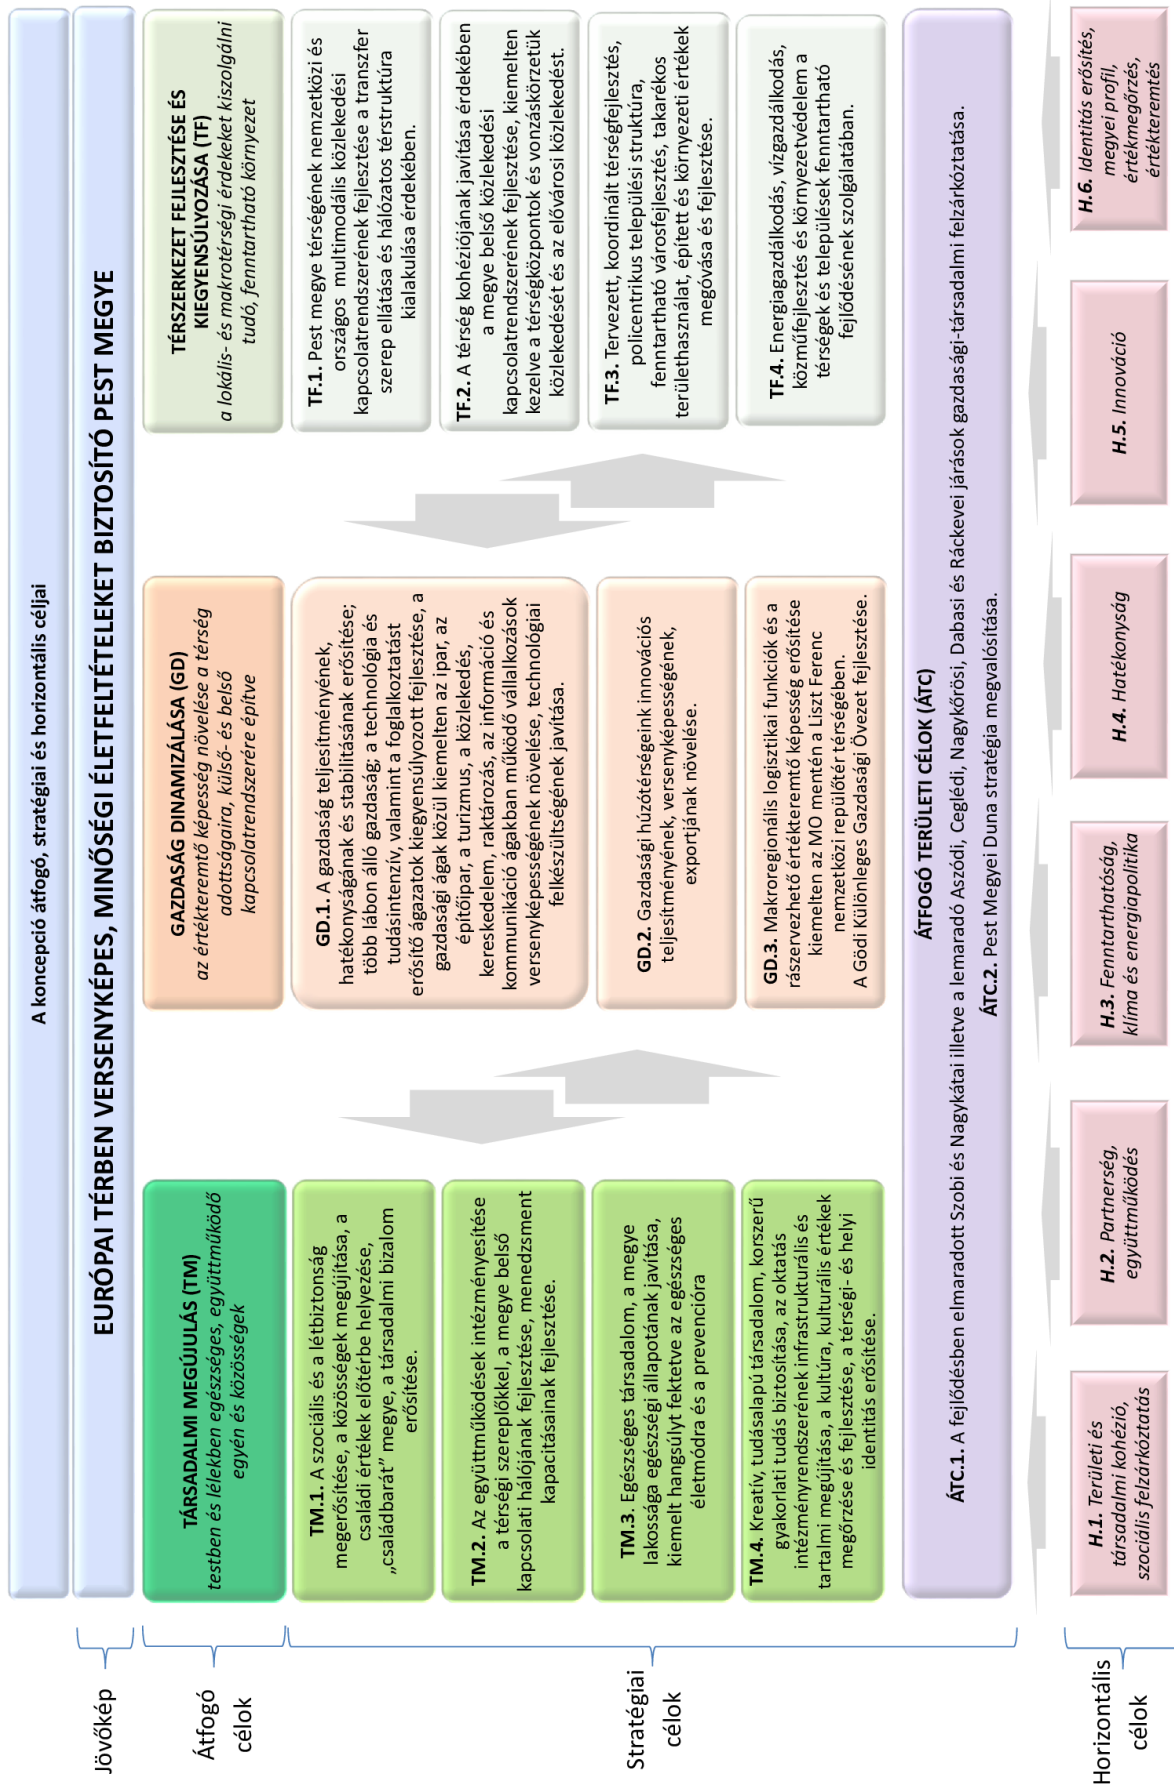 A koncepció átfogó, stratégiai és horizontális céljai
Jövőkép
EURÓPAI TÉRBEN VERSENYKÉPES, MINŐSÉGI ÉLETFELTÉTELEKET BIZTOSÍTÓ PEST MEGYE
Átfogó
célok
TÁRSADALMI MEGÚJULÁS (TM)
testben és lélekben egészséges, együttműködő
egyén és közösségek
GAZDASÁG DINAMIZÁLÁSA (GD)
az értékteremtő képesség növelése a térség
adottságaira, külső- és belső
kapcsolatrendszerére építve
TÉRSZERKEZET FEJLESZTÉSE ÉS
KIEGYENSÚLYOZÁSA (TF)
a lokális- és makrotérségi érdekeket kiszolgálni
tudó, fenntartható környezet
Stratégiai
célok
TM.1. A szociális és a létbiztonság
megerősítése, a közösségek megújítása, a
családi értékek előtérbe helyezése,
„családbarát” megye, a társadalmi bizalom
erősítése.
TM.2. Az együttműködések intézményesítése
a térségi szereplőkkel, a megye belső
kapcsolati hálójának fejlesztése, menedzsment
kapacitásainak fejlesztése.
TM.3. Egészséges társadalom, a megye
lakossága egészségi állapotának javítása,
kiemelt hangsúlyt fektetve az egészséges
életmódra és a prevencióra
TM.4. Kreatív, tudásalapú társadalom, korszerű
gyakorlati tudás biztosítása, az oktatás
intézményrendszerének infrastrukturális és
tartalmi megújítása, a kultúra, kulturális értékek
megőrzése és fejlesztése, a térségi- és helyi
identitás erősítése.
GD.1. A gazdaság teljesítményének,
hatékonyságának és stabilitásának erősítése;
több lábon álló gazdaság; a technológia és
tudásintenzív, valamint a foglalkoztatást
erősítő ágazatok kiegyensúlyozott fejlesztése, a
gazdasági ágak közül kiemelten az ipar, az
építőipar, a turizmus, a közlekedés,
kereskedelem, raktározás, az információ és
kommunikáció ágakban működő vállalkozások
versenyképességének növelése, technológiai
felkészültségének javítása.
GD.2. Gazdasági húzótérségeink innovációs
teljesítményének, versenyképességének,
exportjának növelése.
GD.3. Makroregionális logisztikai funkciók és a
rászervezhető értékteremtő képesség erősítése
kiemelten az MO mentén a Liszt Ferenc
nemzetközi repülőtér térségében.
A Gödi Különleges Gazdasági Övezet fejlesztése.
TF.1. Pest megye térségének nemzetközi és
országos multimodális közlekedési
kapcsolatrendszerének fejlesztése a transzfer
szerep ellátása és hálózatos térstruktúra
kialakulása érdekében.
TF.2. A térség kohéziójának javítása érdekében
a megye belső közlekedési
kapcsolatrendszerének fejlesztése, kiemelten
kezelve a térségközpontok és vonzáskörzetük
közlekedését és az elővárosi közlekedést.
TF.3. Tervezett, koordinált térségfejlesztés,
policentrikus települési struktúra,
fenntartható városfejlesztés, takarékos
területhasználat, épített és környezeti értékek
megóvása és fejlesztése.
TF.4. Energiagazdálkodás, vízgazdálkodás,
közműfejlesztés és környezetvédelem a
térségek és települések fenntartható
fejlődésének szolgálatában.
ÁTFOGÓ TERÜLETI CÉLOK (ÁTC)
ÁTC.1. A fejlődésben elmaradott Szobi és Nagykátai illetve a lemaradó Aszódi, Ceglédi, Nagykőrösi, Dabasi és Ráckevei járások gazdasági-társadalmi felzárkóztatása.
ÁTC.2. Pest Megyei Duna stratégia megvalósítása.
Horizontális
célok
H.1. Területi és
társadalmi kohézió,
szociális felzárkóztatás
H.2. Partnerség,
együttműködés
H.3. Fenntarthatóság,
klíma és energiapolitika
H.4. Hatékonyság
H.5. Innováció
H.6. Identitás erősítés,
megyei profil,
értékmegőrzés,
értékteremtés